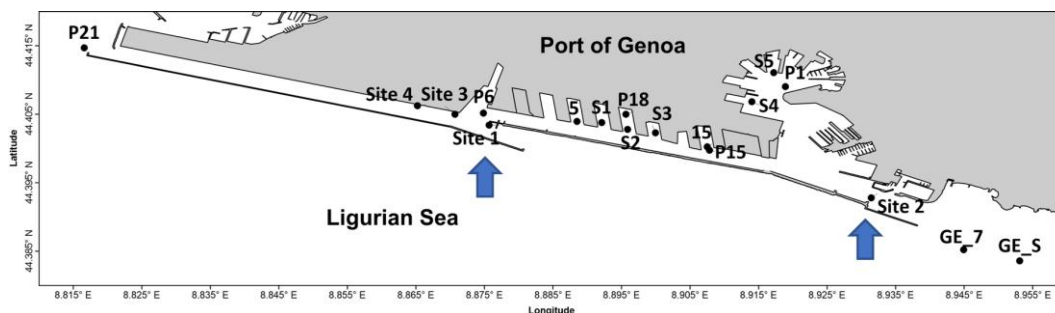 P21
Port of Genoa
S5
P1
S4
Site 4 Site 3 P6
5 S1 P18 S3
Site 1
S2
15
P15
Site 2
Ligurian Sea
GE_7
GE_S
44.415° N
44.405° N
44.395° N
44.385° N
Latitude
8.815° E 8.825° E 8.835° E 8.845° E 8.855° E 8.865° E 8.875° E 8.885° E 8.895° E 8.905° E 8.915° E 8.925° E 8.935° E 8.945° E 8.955° E
Longitude